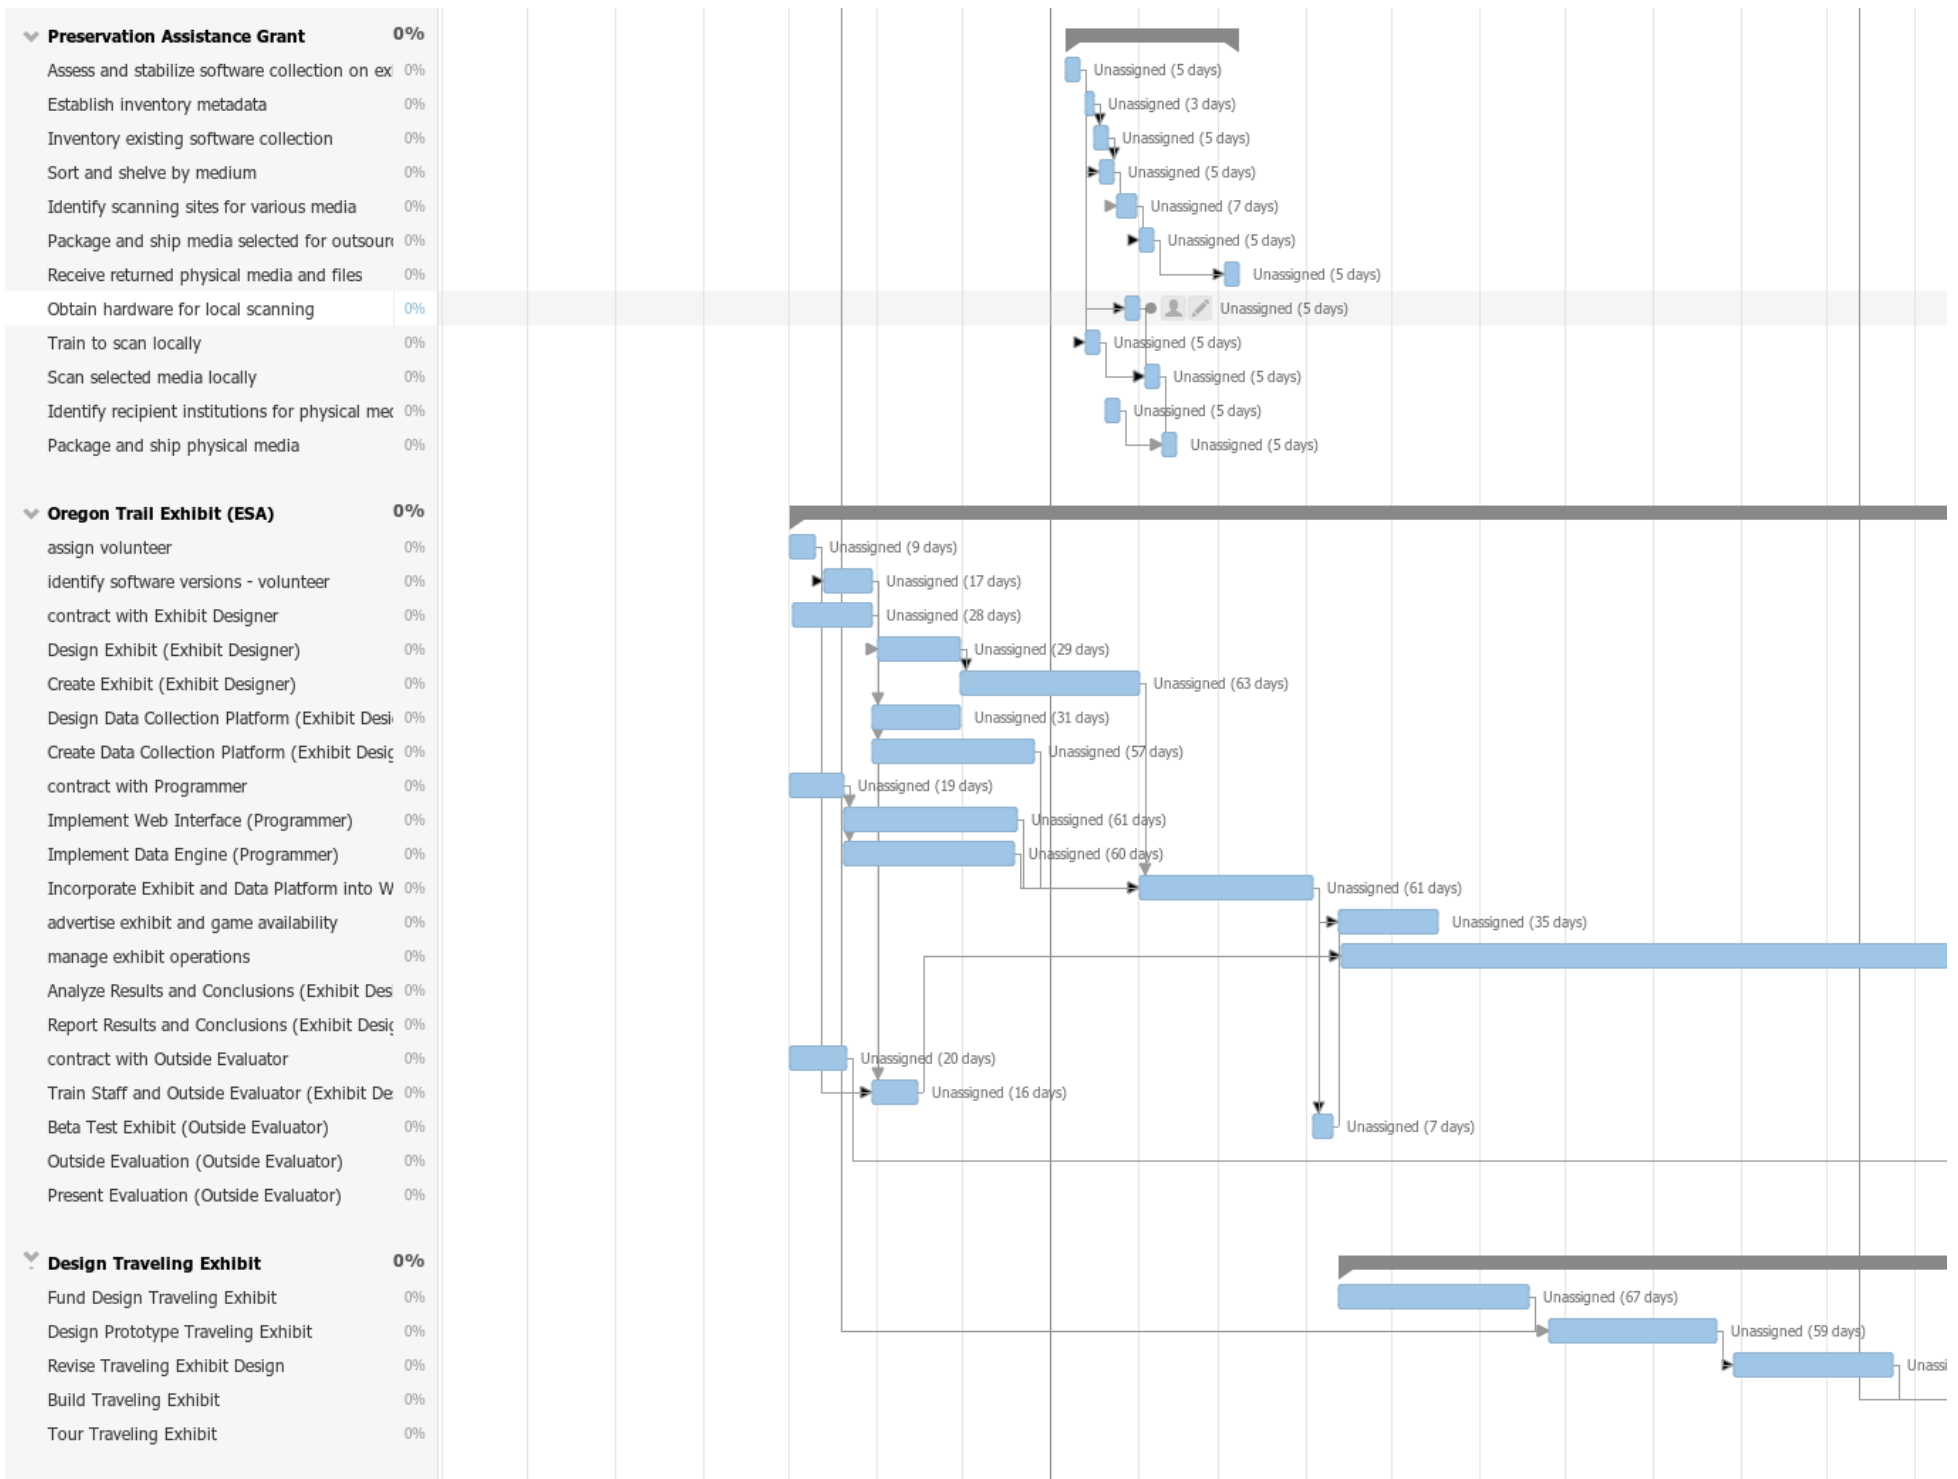 Preservation Assistance Grant 0%
Assess and stabilize software collection on exi 0% Unassigned (5 days)
Establish inventory metadata 0% Unassigned (3 days)
Inventory existing software collection 0% Unassigned (5 days)
Sort and shelve by medium 0% Unassigned (5 days)
Identify scanning sites for various media 0% Unassigned (7 days)
Package and ship media selected for outsourc 0% Unassigned (5 days)
Receive returned physical media and files 0% Unassigned (5 days)
Obtain hardware for local scanning 0% Unassigned (5 days)
Train to scan locally 0% Unassigned (5 days)
Scan selected media locally 0% Unassigned (5 days)
Identify recipient institutions for physical med 0% Unassigned (5 days)
Package and ship physical media 0% Unassigned (5 days)
Oregon Trail Exhibit (ESA) 0%
assign volunteer 0% Unassigned (9 days)
identify software versions - volunteer 0% Unassigned (17 days)
contract with Exhibit Designer 0% Unassigned (28 days)
Design Exhibit (Exhibit Designer) 0% Unassigned (29 days)
Create Exhibit (Exhibit Designer) 0% Unassigned (63 days)
Design Data Collection Platform (Exhibit Desi 0% Unassigned (31 days)
Create Data Collection Platform (Exhibit Desig 0% Unassigned (57 days)
contract with Programmer 0% Unassigned (19 days)
Implement Web Interface (Programmer) 0% Unassigned (61 days)
Implement Data Engine (Programmer) 0% Unassigned (60 days)
Incorporate Exhibit and Data Platform into W 0% Unassigned (61 days)
advertise exhibit and game availability 0% Unassigned (35 days)
manage exhibit operations 0%
Analyze Results and Conclusions (Exhibit Desi 0%
Report Results and Conclusions (Exhibit Desig 0%
contract with Outside Evaluator 0% Unassigned (20 days)
Train Staff and Outside Evaluator (Exhibit De 0% Unassigned (16 days)
Beta Test Exhibit (Outside Evaluator) 0% Unassigned (7 days)
Outside Evaluation (Outside Evaluator) 0%
Present Evaluation (Outside Evaluator) 0%
Design Traveling Exhibit 0%
Fund Design Traveling Exhibit 0% Unassigned (67 days)
Design Prototype Traveling Exhibit 0% Unassigned (59 days)
Revise Traveling Exhibit Design 0% Unassi
Build Traveling Exhibit 0%
Tour Traveling Exhibit 0%